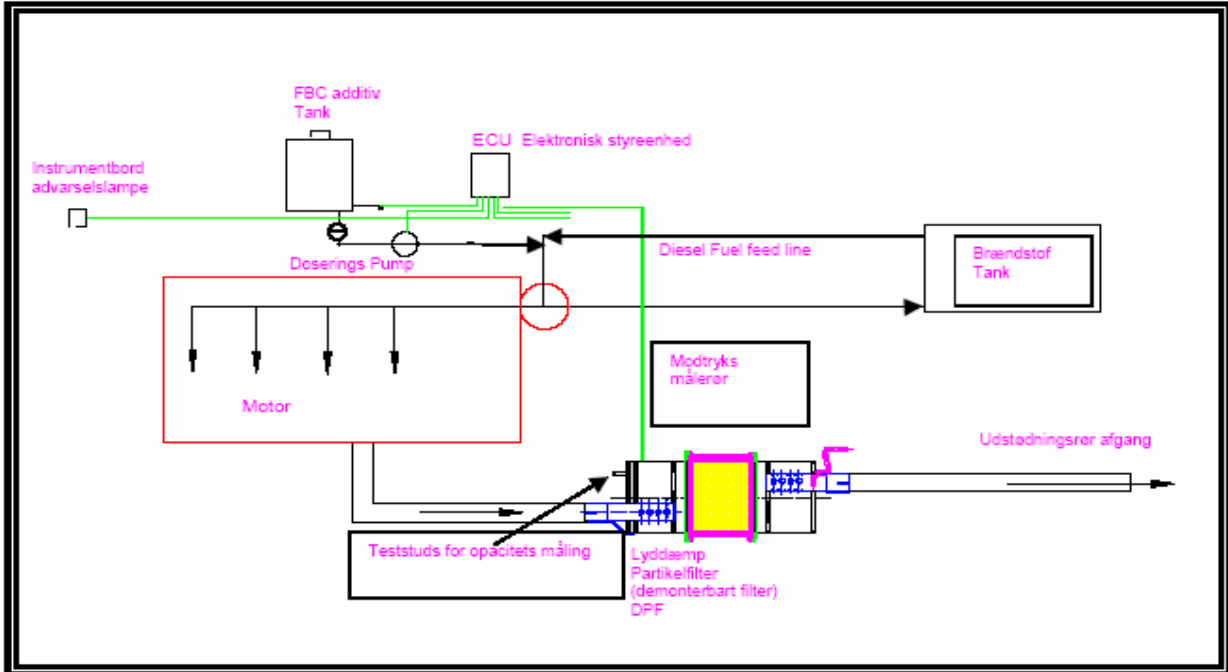 FBC additiv
Tank
ECU Elektronisk styreenhed
Instrumentbord
advarselslampe
Doserings Pump
Diesel Fuel feed line
Brændstof
Tank
Modtryks
målerør
Motor
Udstødningsrør afgang
Teststuds for opacitets måling
Lyddæmp
Partikelfilter
(demonterbart filter)
DPF